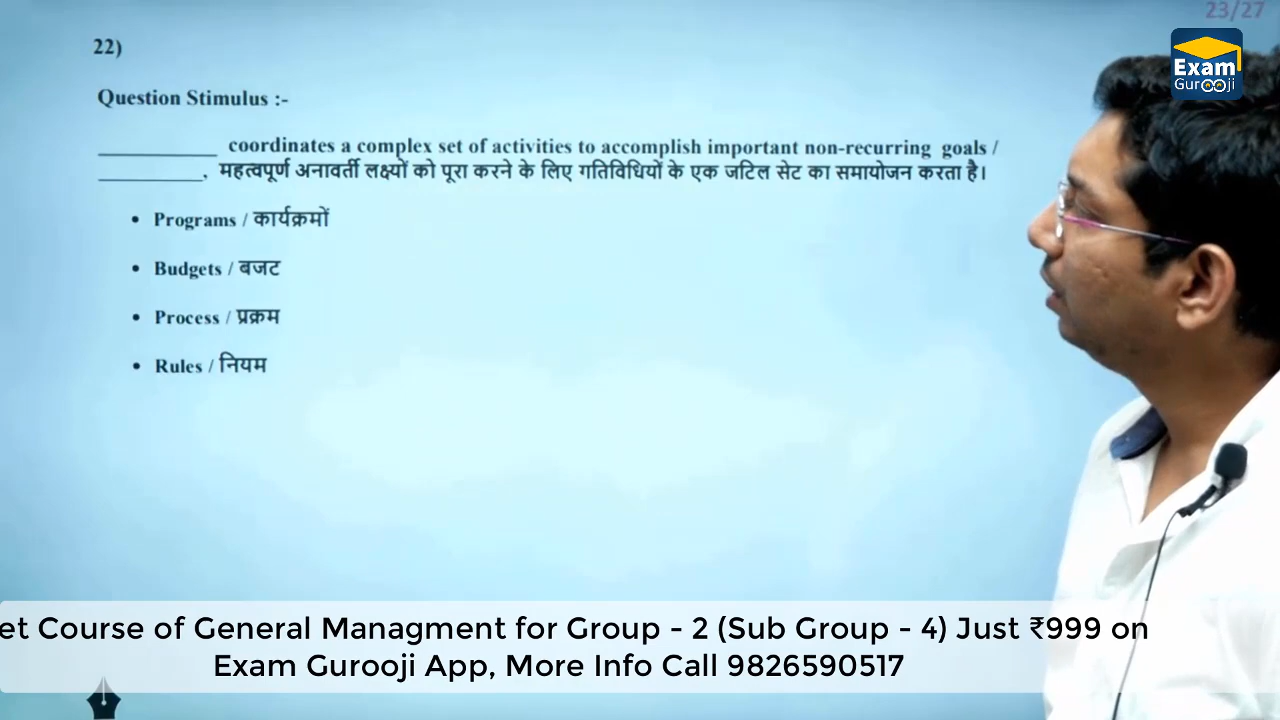 23/27
Exam
Gurooji
22)
Question Stimulus :-
____________ coordinates a complex set of activities to accomplish important non-recurring goals /
___________, महत्वपूर्ण अनावर्ती लक्ष्यों को पूरा करने के लिए गतिविधियों के एक जटिल सेट का समायोजन करता है।
• Programs / कार्यक्रमों
• Budgets / बजट
• Process / प्रक्रम
• Rules / नियम
et Course of General Managment for Group - 2 (Sub Group - 4) Just ₹999 on
Exam Gurooji App, More Info Call 9826590517